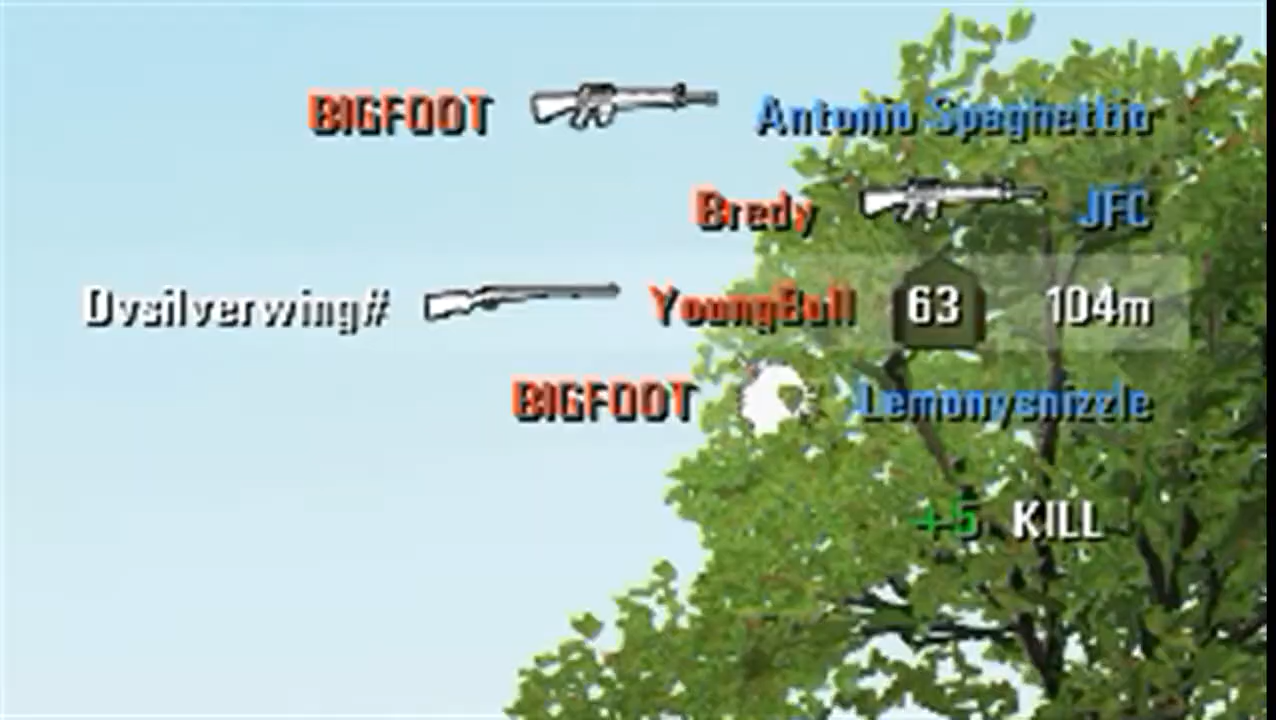 BIGFOOT Antonio Spaghettio
Bredy JFC
Dvsilverwing# YoungBull 63 104m
BIGFOOT Lemonysnizzle
+5 KILL